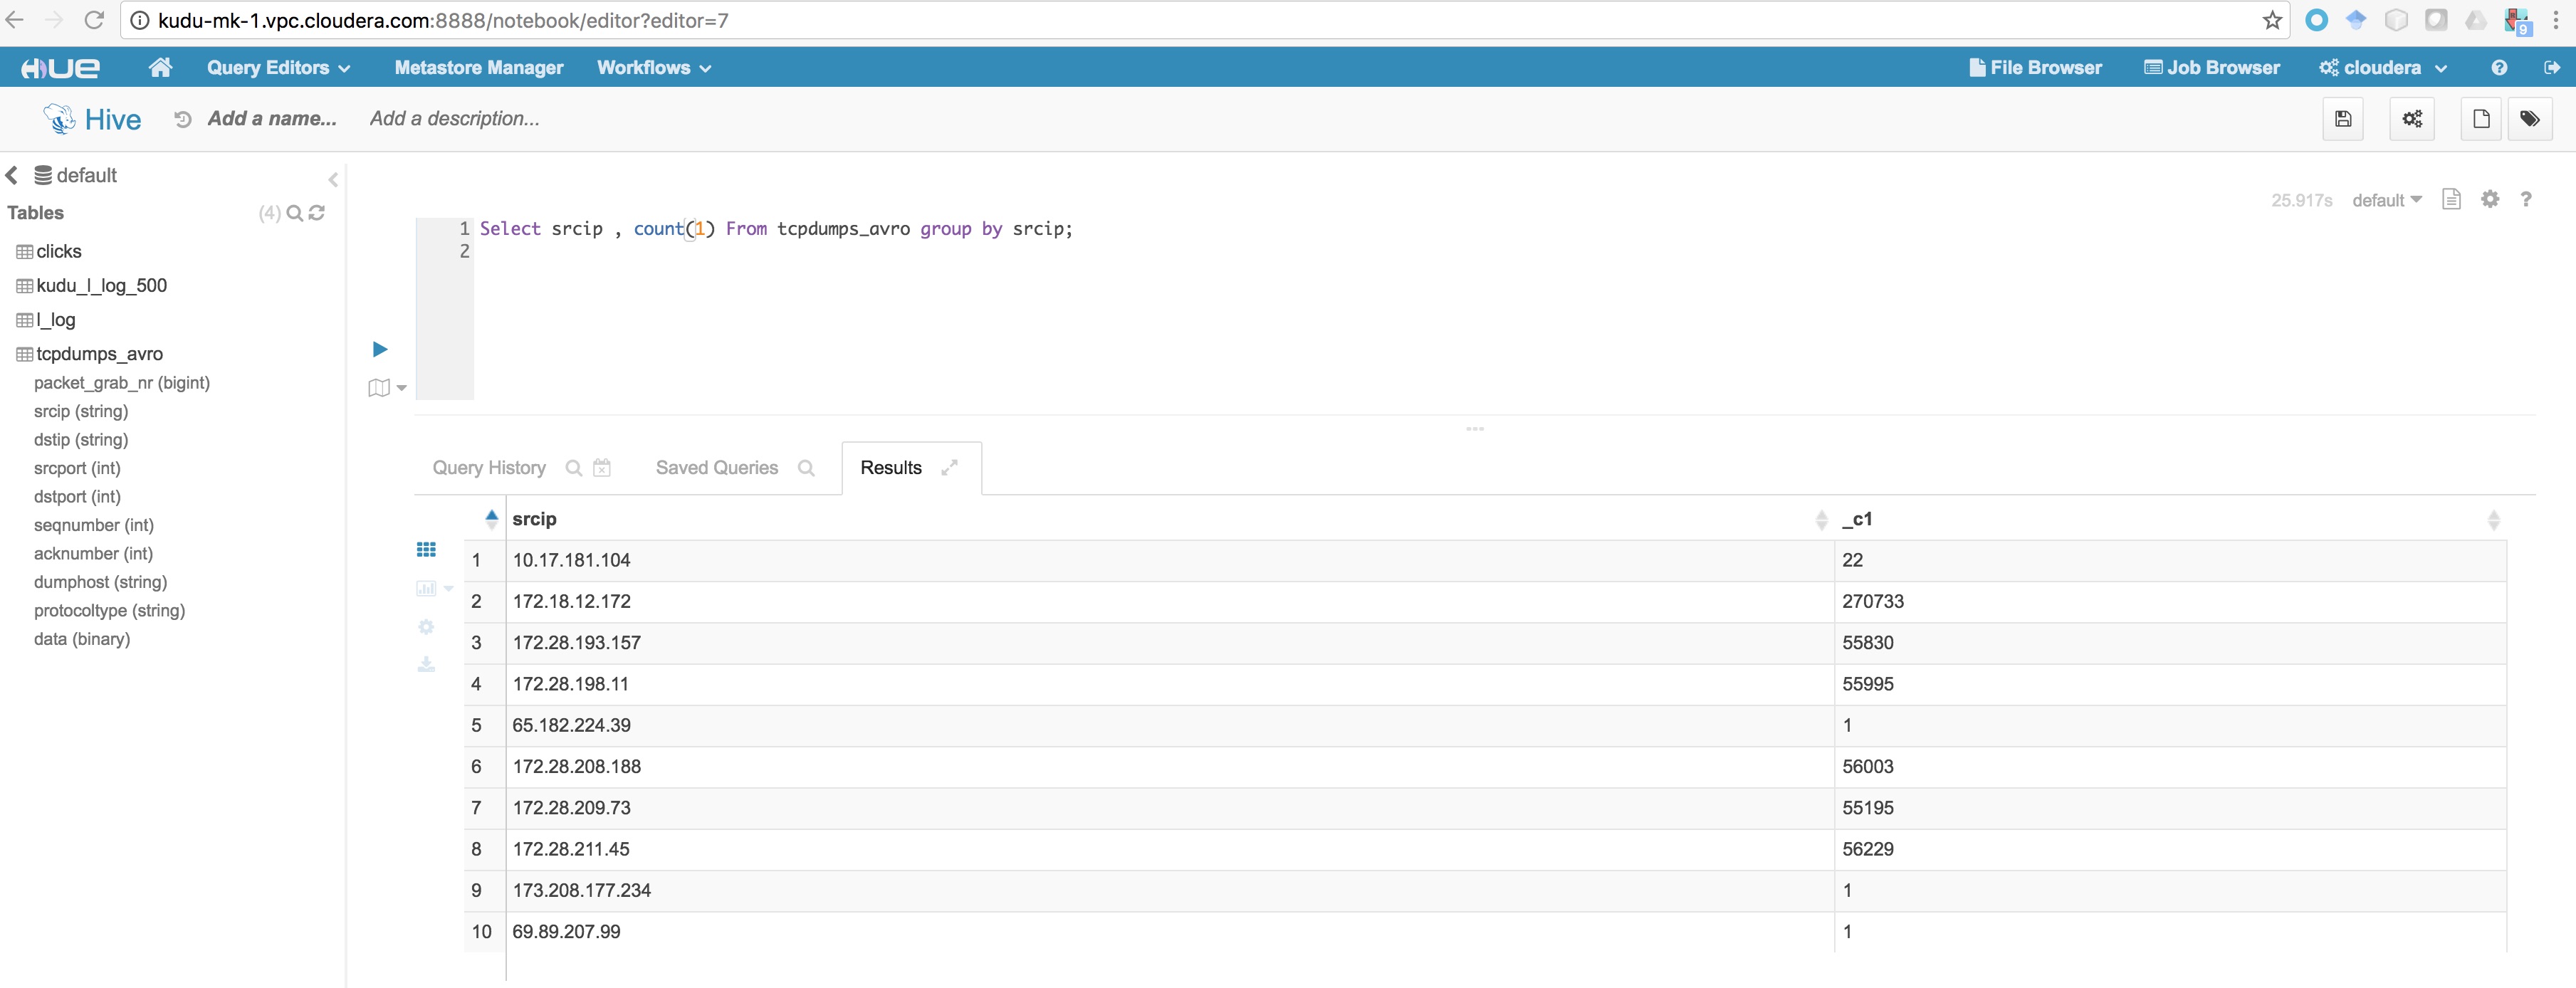 kudu-mk-1.vpc.cloudera.com:8888/notebook/editor?editor=7
9
HUE Query Editors Metastore Manager Workflows File Browser Job Browser cloudera ?
Hive Add a name... Add a description...
default
Tables (4)
clicks
kudu_l_log_500
l_log
tcpdumps_avro
packet_grab_nr (bigint)
srcip (string)
dstip (string)
srcport (int)
dstport (int)
seqnumber (int)
acknumber (int)
dumphost (string)
protocoltype (string)
data (binary)
25.917s default ?
1 Select srcip , count(1) From tcpdumps_avro group by srcip;
2
Query History Saved Queries Results
srcip _c1
1 10.17.181.104 22
2 172.18.12.172 270733
3 172.28.193.157 55830
4 172.28.198.11 55995
5 65.182.224.39 1
6 172.28.208.188 56003
7 172.28.209.73 55195
8 172.28.211.45 56229
9 173.208.177.234 1
10 69.89.207.99 1